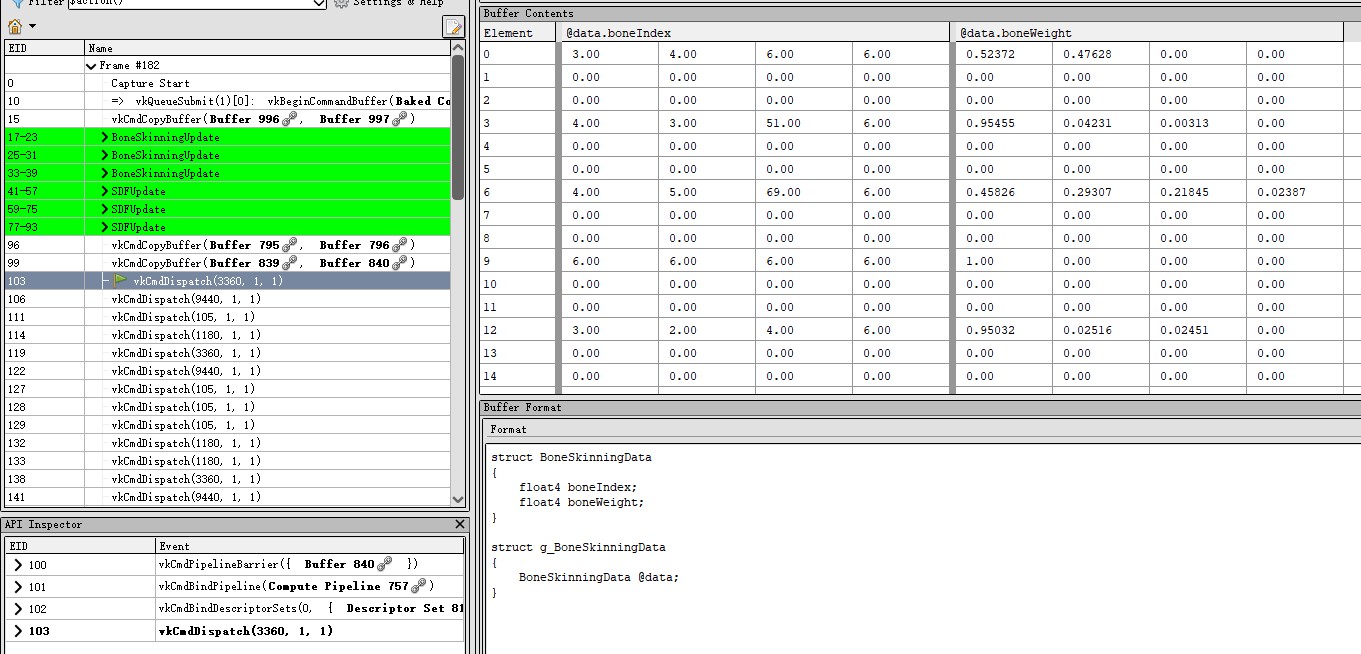 Filter $action() Settings & Help
EID Name
Frame #182
0 Capture Start
10 => vkQueueSubmit(1)[0]: vkBeginCommandBuffer(Baked Co
15 vkCmdCopyBuffer(Buffer 996, Buffer 997)
17-23 BoneSkinningUpdate
25-31 BoneSkinningUpdate
33-39 BoneSkinningUpdate
41-57 SDFUpdate
59-75 SDFUpdate
77-93 SDFUpdate
96 vkCmdCopyBuffer(Buffer 795, Buffer 796)
99 vkCmdCopyBuffer(Buffer 839, Buffer 840)
103 vkCmdDispatch(3360, 1, 1)
106 vkCmdDispatch(9440, 1, 1)
111 vkCmdDispatch(105, 1, 1)
114 vkCmdDispatch(1180, 1, 1)
119 vkCmdDispatch(3360, 1, 1)
122 vkCmdDispatch(9440, 1, 1)
127 vkCmdDispatch(105, 1, 1)
128 vkCmdDispatch(105, 1, 1)
129 vkCmdDispatch(105, 1, 1)
132 vkCmdDispatch(1180, 1, 1)
133 vkCmdDispatch(1180, 1, 1)
138 vkCmdDispatch(3360, 1, 1)
141 vkCmdDispatch(9440, 1, 1)
API Inspector
EID Event
100 vkCmdPipelineBarrier({ Buffer 840 })
101 vkCmdBindPipeline(Compute Pipeline 757)
102 vkCmdBindDescriptorSets(0, { Descriptor Set 81
103 vkCmdDispatch(3360, 1, 1)
Buffer Contents
Element @data.boneIndex @data.boneWeight
0 3.00 4.00 6.00 6.00 0.52372 0.47628 0.00 0.00
1 0.00 0.00 0.00 0.00 0.00 0.00 0.00 0.00
2 0.00 0.00 0.00 0.00 0.00 0.00 0.00 0.00
3 4.00 3.00 51.00 6.00 0.95455 0.04231 0.00313 0.00
4 0.00 0.00 0.00 0.00 0.00 0.00 0.00 0.00
5 0.00 0.00 0.00 0.00 0.00 0.00 0.00 0.00
6 4.00 5.00 69.00 6.00 0.45826 0.29307 0.21845 0.02387
7 0.00 0.00 0.00 0.00 0.00 0.00 0.00 0.00
8 0.00 0.00 0.00 0.00 0.00 0.00 0.00 0.00
9 6.00 6.00 6.00 6.00 1.00 0.00 0.00 0.00
10 0.00 0.00 0.00 0.00 0.00 0.00 0.00 0.00
11 0.00 0.00 0.00 0.00 0.00 0.00 0.00 0.00
12 3.00 2.00 4.00 6.00 0.95032 0.02516 0.02451 0.00
13 0.00 0.00 0.00 0.00 0.00 0.00 0.00 0.00
14 0.00 0.00 0.00 0.00 0.00 0.00 0.00 0.00
Buffer Format
Format
struct BoneSkinningData
{
float4 boneIndex;
float4 boneWeight;
}
struct g_BoneSkinningData
{
BoneSkinningData @data;
}